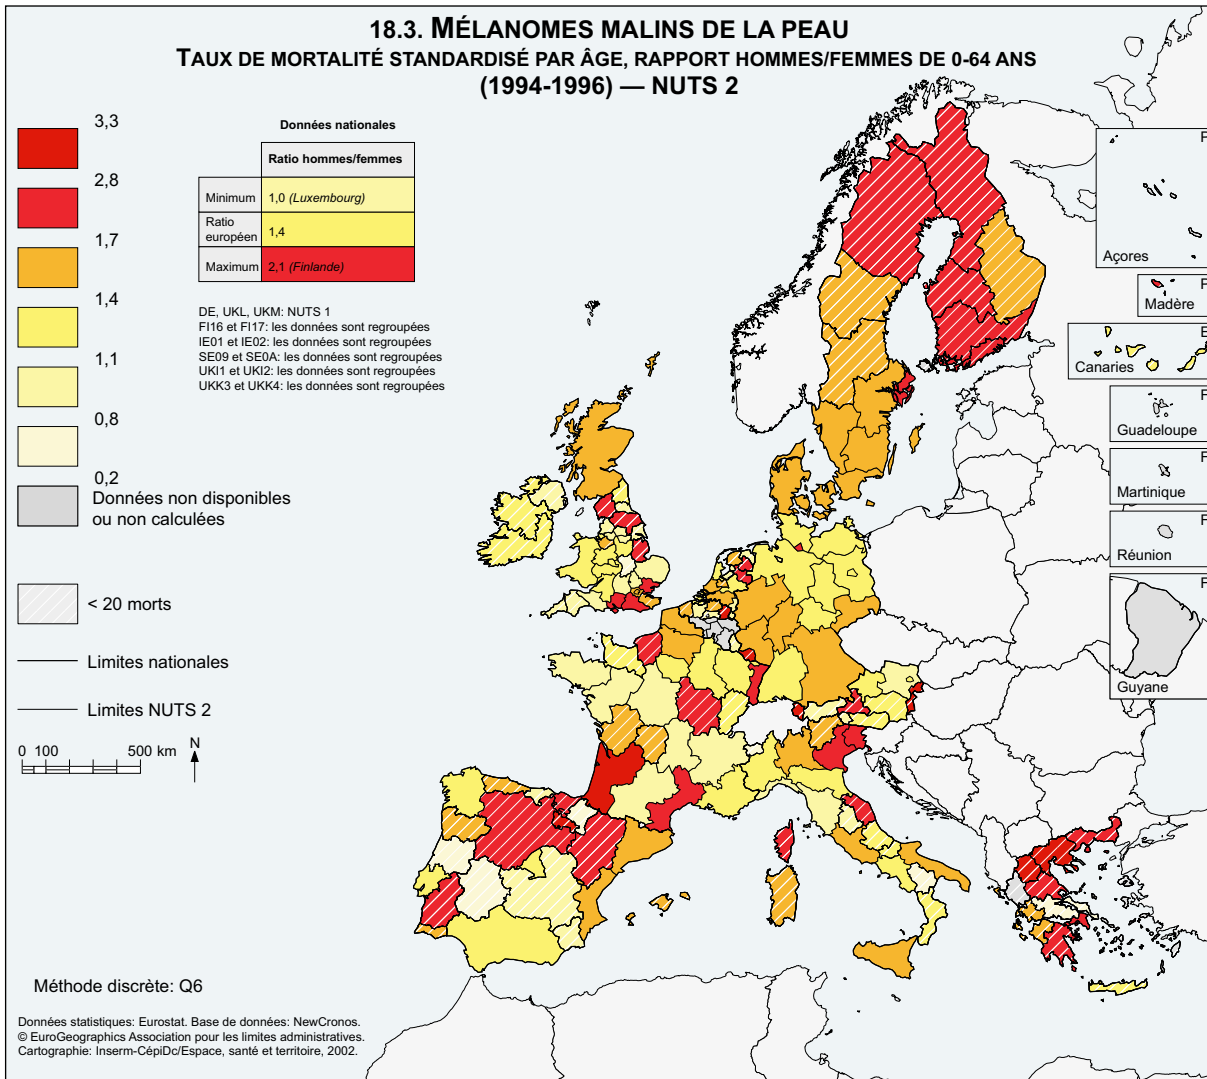 18.3. MÉLANOMES MALINS DE LA PEAU
TAUX DE MORTALITÉ STANDARDISÉ PAR ÂGE, RAPPORT HOMMES/FEMMES DE 0-64 ANS
(1994-1996) — NUTS 2
3,3
2,8
1,7
1,4
1,1
0,8
0,2
Données non disponibles
ou non calculées
< 20 morts
Limites nationales
Limites NUTS 2
0 100 500 km
N
Données nationales
Ratio hommes/femmes
Minimum 1,0 (Luxembourg)
Ratio
européen 1,4
Maximum 2,1 (Finlande)
DE, UKL, UKM: NUTS 1
FI16 et FI17: les données sont regroupées
IE01 et IE02: les données sont regroupées
SE09 et SE0A: les données sont regroupées
UKI1 et UKI2: les données sont regroupées
UKK3 et UKK4: les données sont regroupées
P
Açores
P
Madère
E
Canaries
F
Guadeloupe
F
Martinique
F
Réunion
F
Guyane
Méthode discrète: Q6
Données statistiques: Eurostat. Base de données: NewCronos.
© EuroGeographics Association pour les limites administratives.
Cartographie: Inserm-CépiDc/Espace, santé et territoire, 2002.